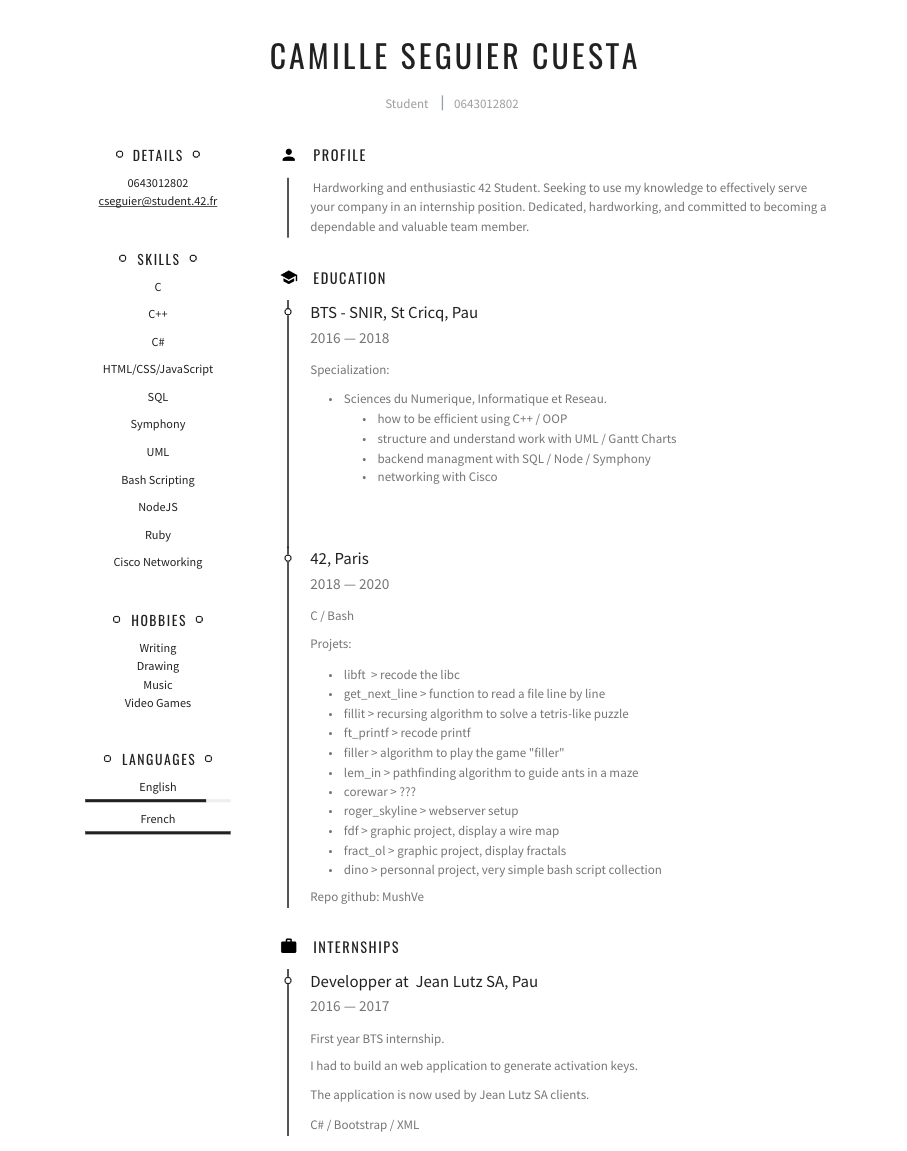 CAMILLE SEGUIER CUESTA
Student | 0643012802
DETAILS
0643012802
cseguier@student.42.fr
SKILLS
C
C++
C#
HTML/CSS/JavaScript
SQL
Symphony
UML
Bash Scripting
NodeJS
Ruby
Cisco Networking
HOBBIES
Writing
Drawing
Music
Video Games
LANGUAGES
English
French
PROFILE
Hardworking and enthusiastic 42 Student. Seeking to use my knowledge to effectively serve
your company in an internship position. Dedicated, hardworking, and committed to becoming a
dependable and valuable team member.
EDUCATION
BTS - SNIR, St Cricq, Pau
2016 — 2018
Specialization:
• Sciences du Numerique, Informatique et Reseau.
• how to be efficient using C++ / OOP
• structure and understand work with UML / Gantt Charts
• backend managment with SQL / Node / Symphony
• networking with Cisco
42, Paris
2018 — 2020
C / Bash
Projets:
• libft > recode the libc
• get_next_line > function to read a file line by line
• fillit > recursing algorithm to solve a tetris-like puzzle
• ft_printf > recode printf
• filler > algorithm to play the game "filler"
• lem_in > pathfinding algorithm to guide ants in a maze
• corewar > ???
• roger_skyline > webserver setup
• fdf > graphic project, display a wire map
• fract_ol > graphic project, display fractals
• dino > personnal project, very simple bash script collection
Repo github: MushVe
INTERNSHIPS
Developper at Jean Lutz SA, Pau
2016 — 2017
First year BTS internship.
I had to build an web application to generate activation keys.
The application is now used by Jean Lutz SA clients.
C# / Bootstrap / XML